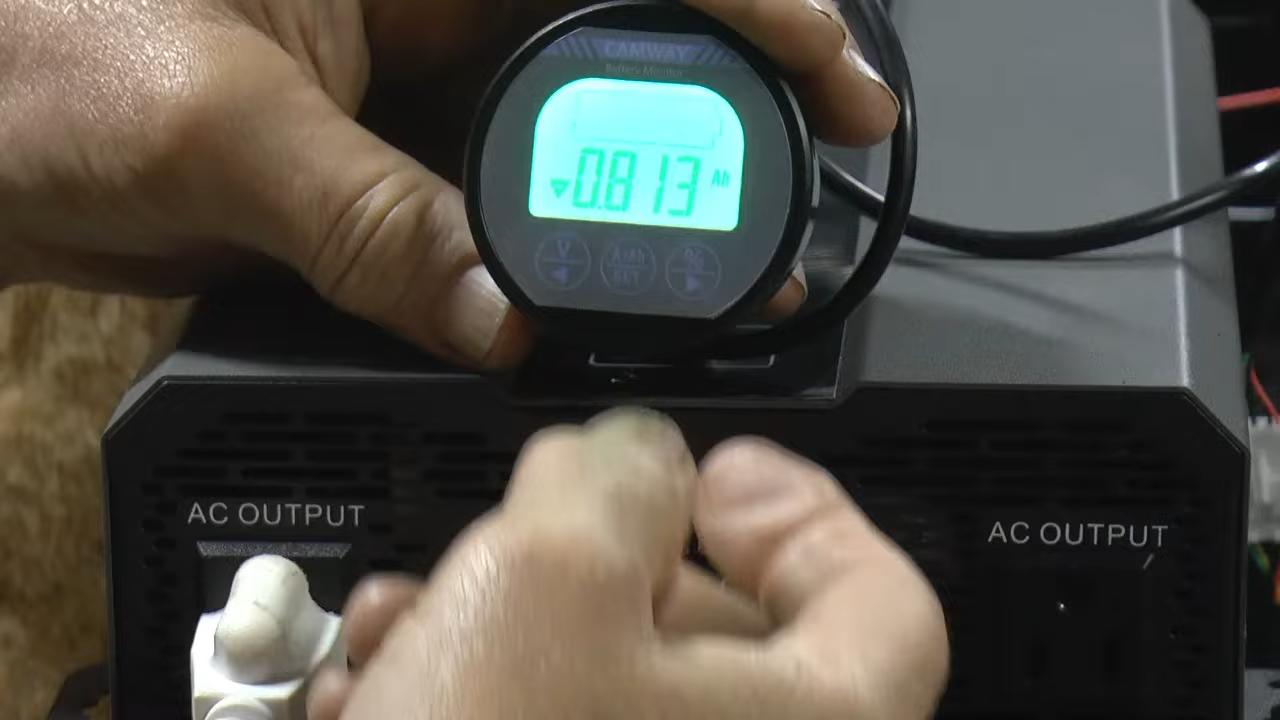 CAMWAY
Battery Monitor
0.813 Ah
V
A/Ah
SET
AC OUTPUT
AC OUTPUT